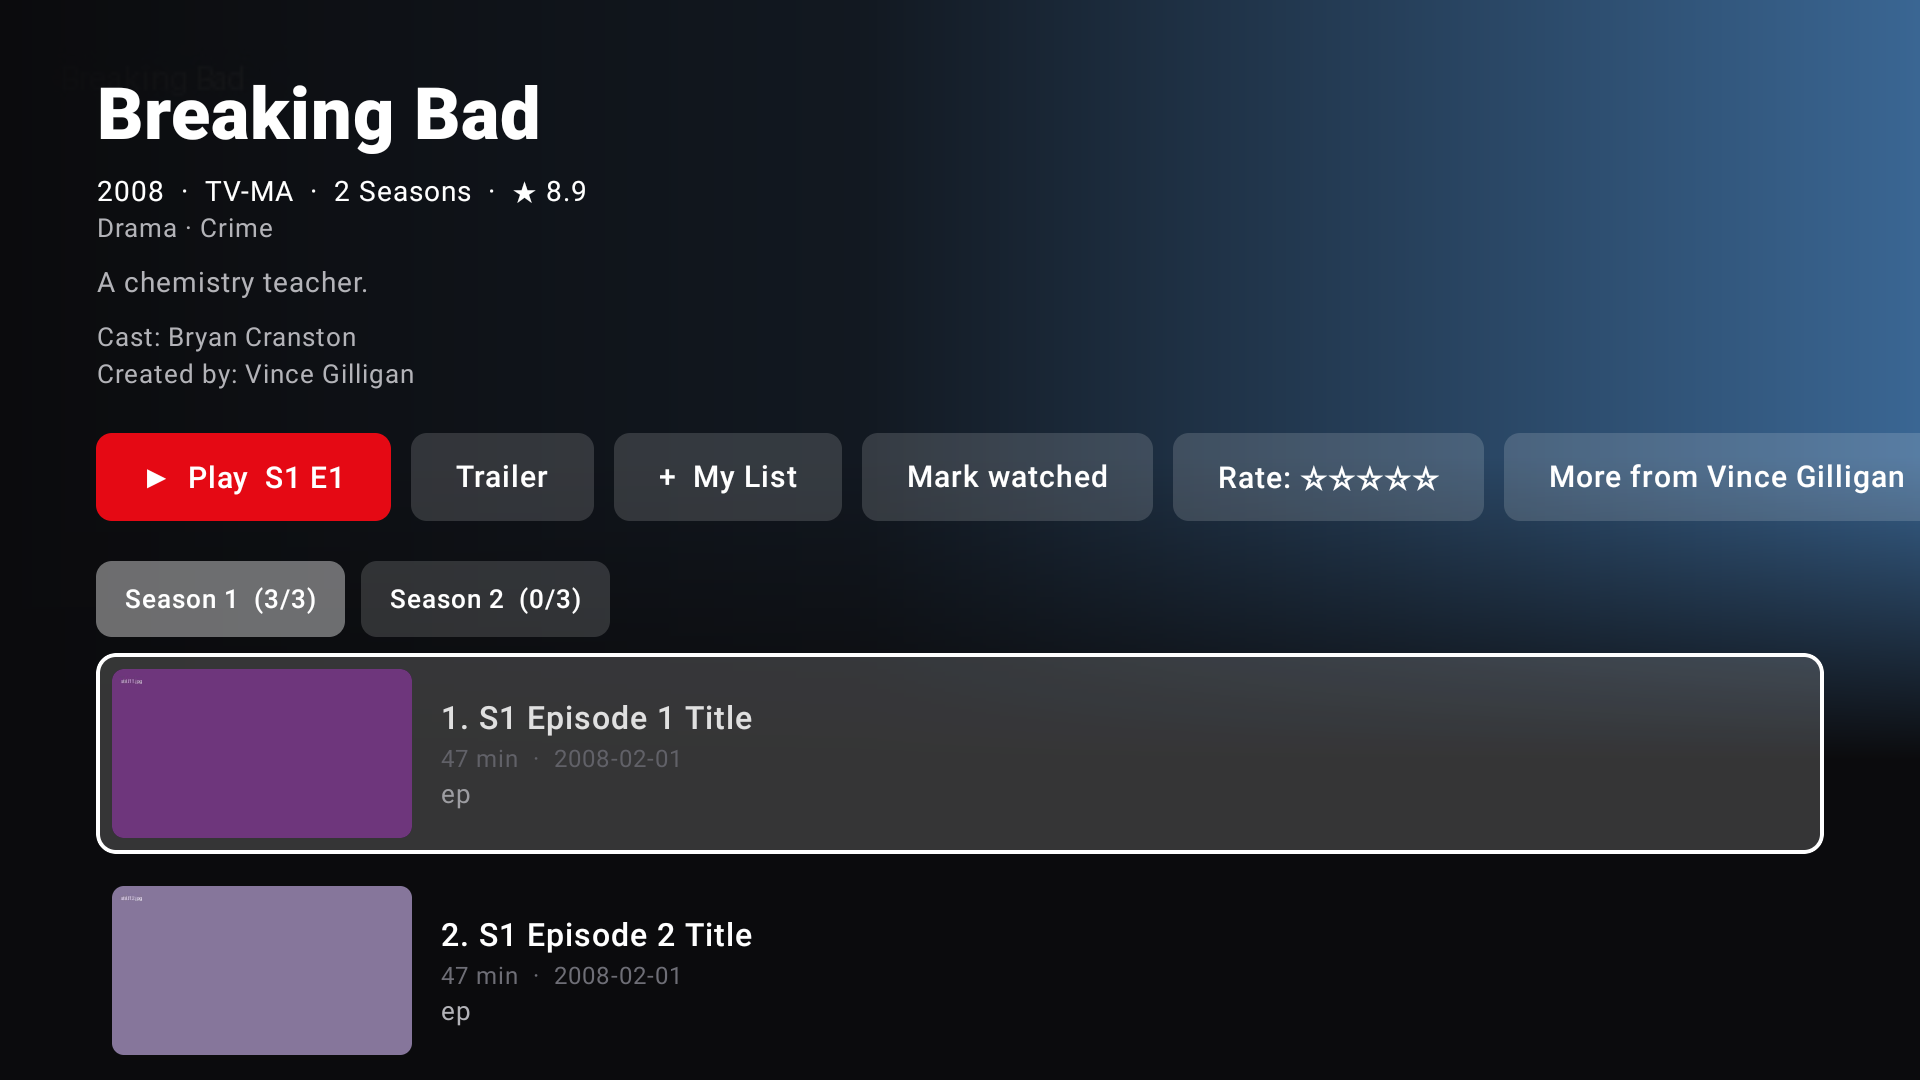 Breaking Bad
2008 · TV-MA · 2 Seasons · ★ 8.9
Drama · Crime
A chemistry teacher.
Cast: Bryan Cranston
Created by: Vince Gilligan
▶ Play S1 E1
Trailer
+ My List
Mark watched
Rate: ☆☆☆☆☆
More from Vince Gilligan
Season 1 (3/3)
Season 2 (0/3)
1. S1 Episode 1 Title
47 min · 2008-02-01
ep
2. S1 Episode 2 Title
47 min · 2008-02-01
ep